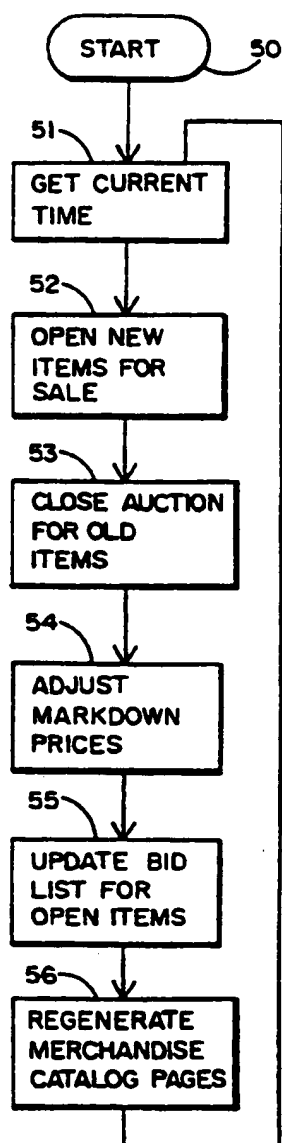 START
50
51
GET CURRENT
TIME
52
OPEN NEW
ITEMS FOR
SALE
53
CLOSE AUCTION
FOR OLD
ITEMS
54
ADJUST
MARKDOWN
PRICES
55
UPDATE BID
LIST FOR
OPEN ITEMS
56
REGENERATE
MERCHANDISE
CATALOG PAGES